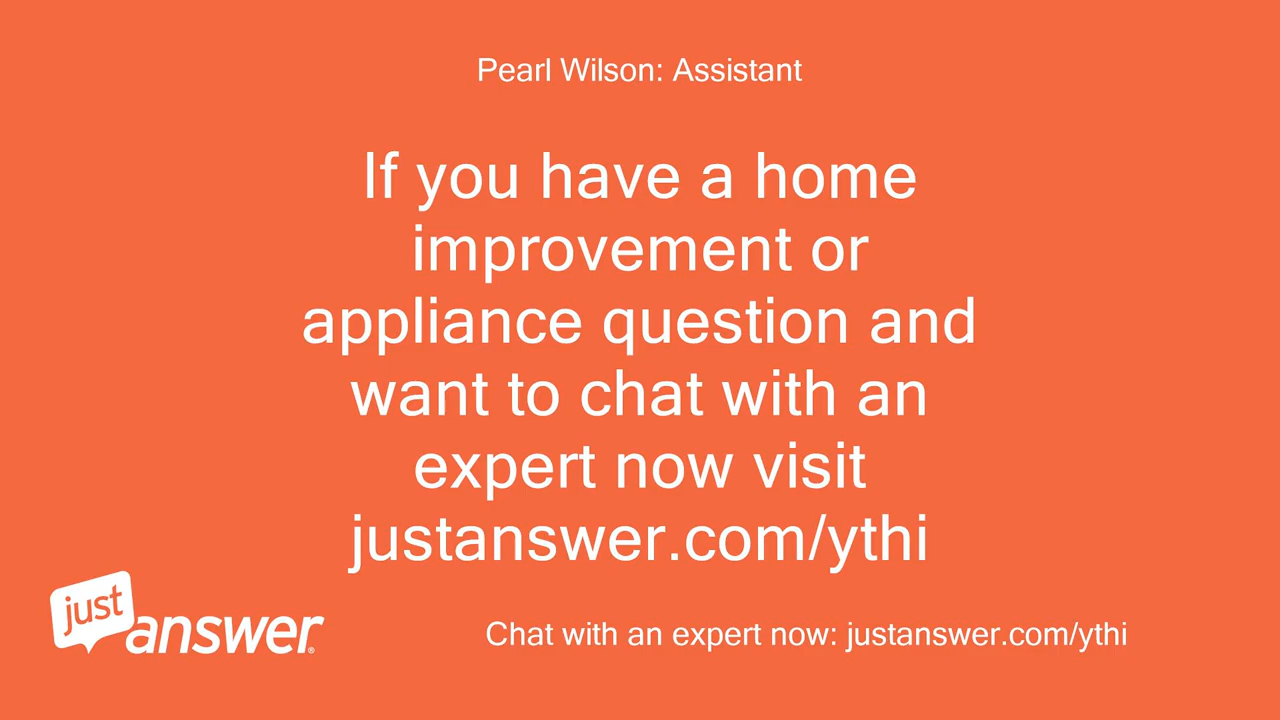 Pearl Wilson: Assistant
If you have a home
improvement or
appliance question and
want to chat with an
expert now visit
justanswer.com/ythi
just
answer®
Chat with an expert now: justanswer.com/ythi